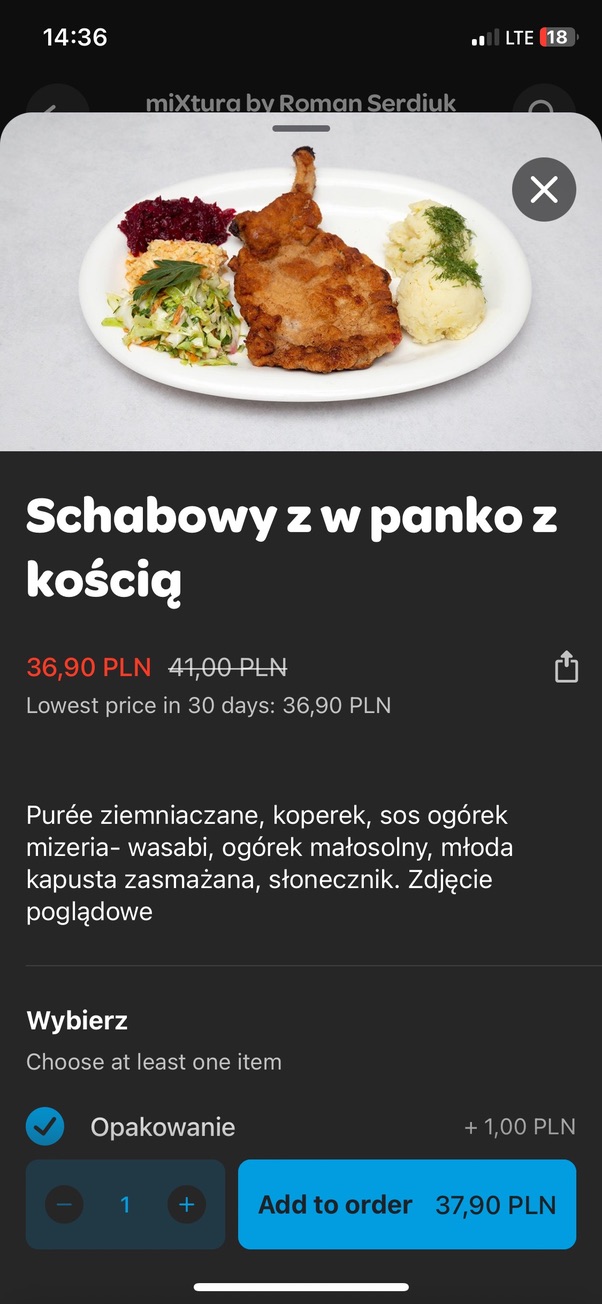 14:36
LTE 18
miXtura by Roman Serdiuk
Schabowy z w panko z
kością
36,90 PLN 41,00 PLN
Lowest price in 30 days: 36,90 PLN
Purée ziemniaczane, koperek, sos ogórek
mizeria- wasabi, ogórek małosolny, młoda
kapusta zasmażana, słonecznik. Zdjęcie
poglądowe
Wybierz
Choose at least one item
Opakowanie + 1,00 PLN
1 Add to order 37,90 PLN